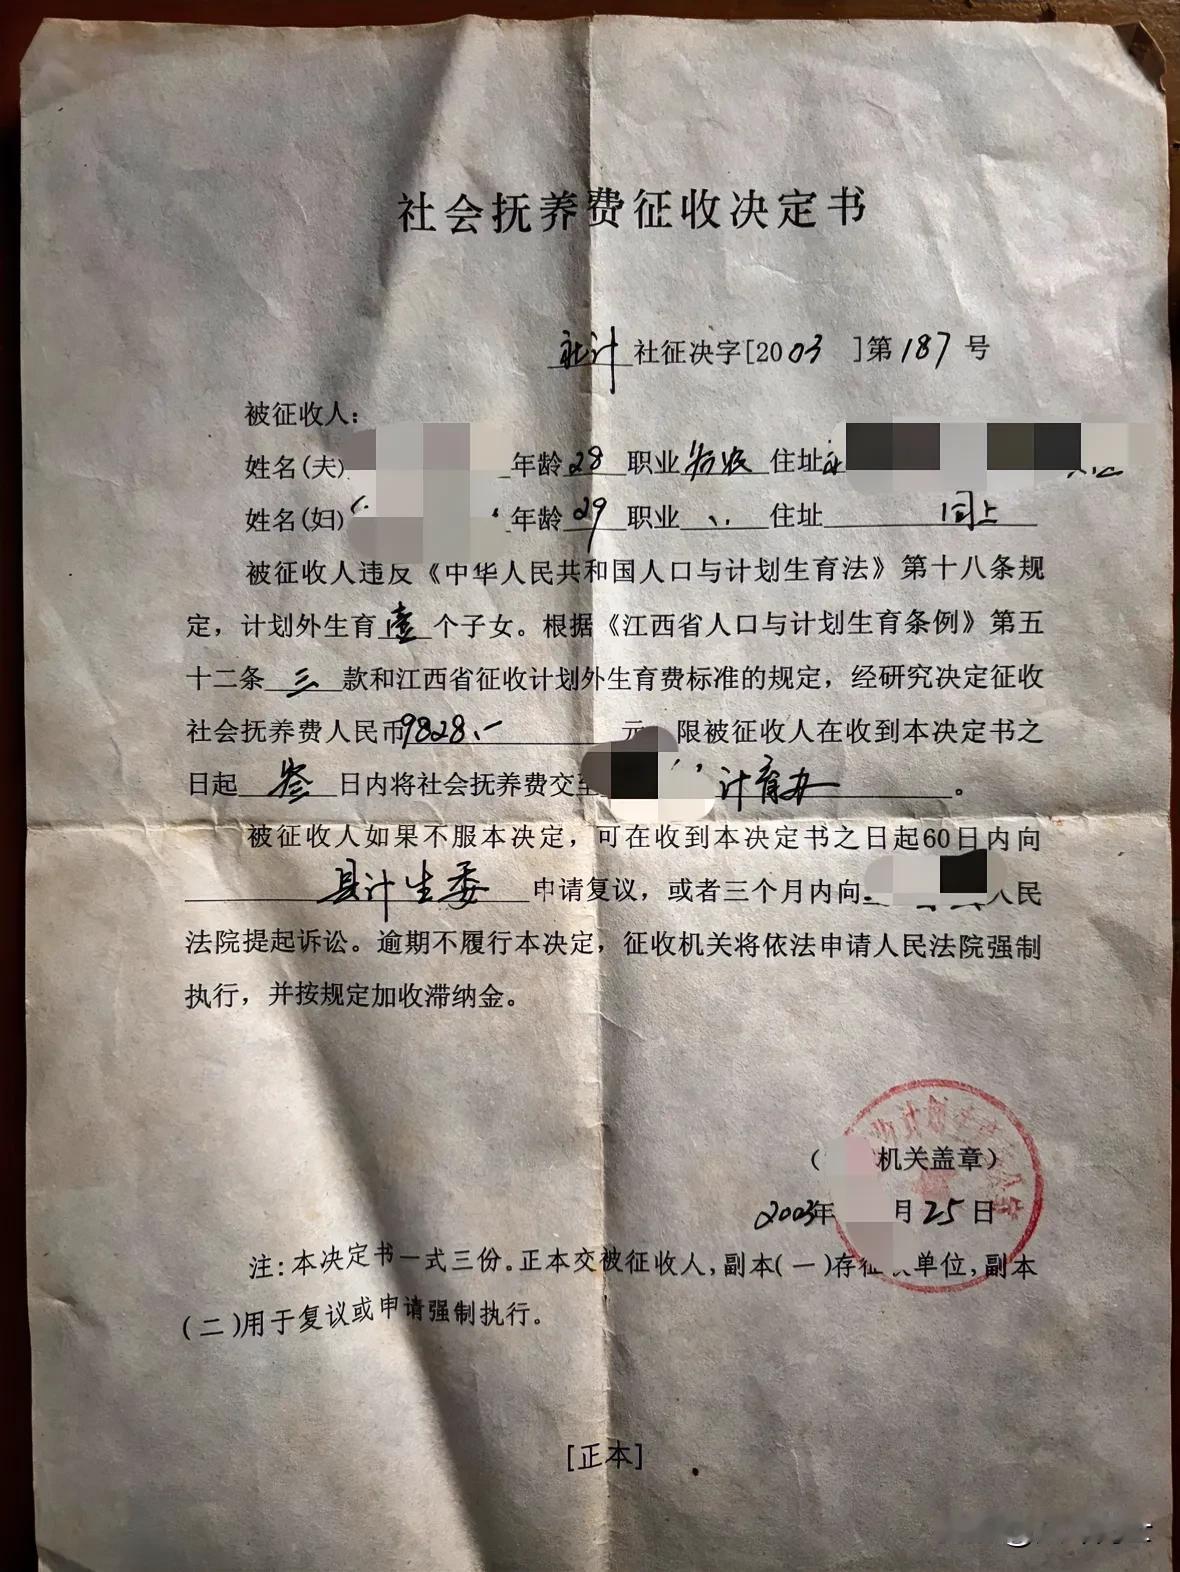 社会抚养费征收决定书
社计 社征决字[2003 ]第187号
被征收人：
姓名(夫) 年龄 28 职业 务农 住址
姓名(妇) 年龄 29 职业 〃 住址 同上
被征收人违反《中华人民共和国人口与计划生育法》第十八条规
定，计划外生育 壹 个子女。根据《江西省人口与计划生育条例》第五
十二条 三 款和江西省征收计划外生育费标准的规定，经研究决定征收
社会抚养费人民币 9828.- 元 限被征收人在收到本决定书之
日起 叁 日内将社会抚养费交至 计育办 。
被征收人如果不服本决定，可在收到本决定书之日起60日内向
县计生委 申请复议，或者三个月内向 人民
法院提起诉讼。逾期不履行本决定，征收机关将依法申请人民法院强制
执行，并按规定加收滞纳金。
( 机关盖章)
2003年 月25日
注：本决定书一式三份。正本交被征收人，副本(一)存征 单位，副本
(二)用于复议或申请强制执行。
[正本]